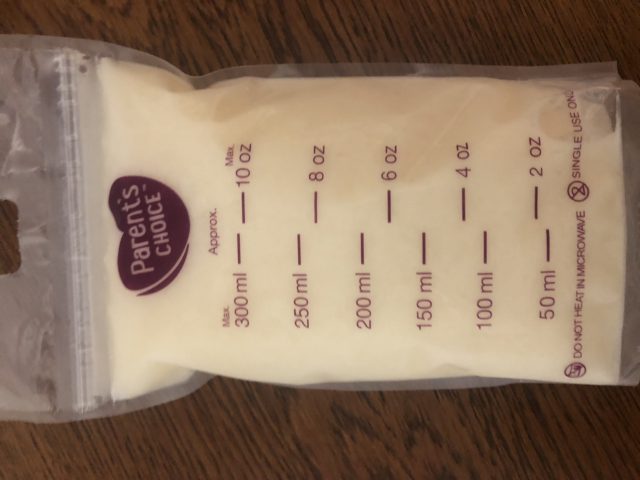 Parent's
CHOICE™
Approx.
Max. Max.
300 ml 10 oz
250 ml 8 oz
200 ml 6 oz
150 ml 4 oz
100 ml 2 oz
50 ml
DO NOT HEAT IN MICROWAVE SINGLE USE ONLY